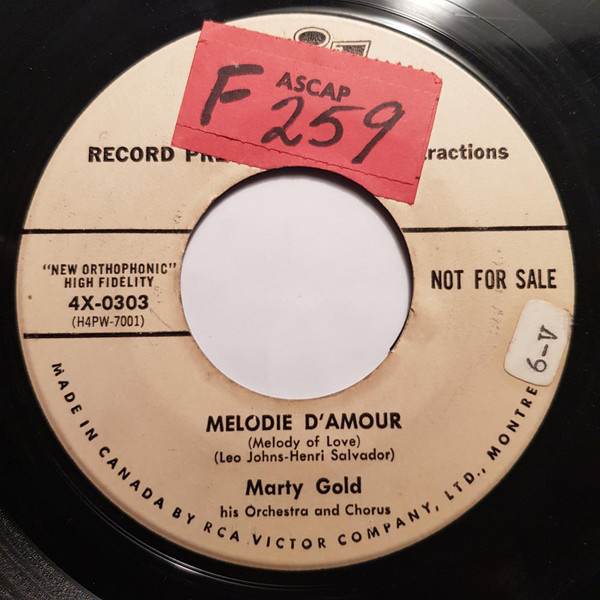 ASCAP
F 259
RECORD
ractions
"NEW ORTHOPHONIC"
HIGH FIDELITY
4X-0303
(H4PW-7001)
NOT FOR SALE
6-V
MELODIE D'AMOUR
(Melody of Love)
(Leo Johns-Henri Salvador)
Marty Gold
his Orchestra and Chorus
MADE IN CANADA BY RCA VICTOR COMPANY, LTD., MONTRE